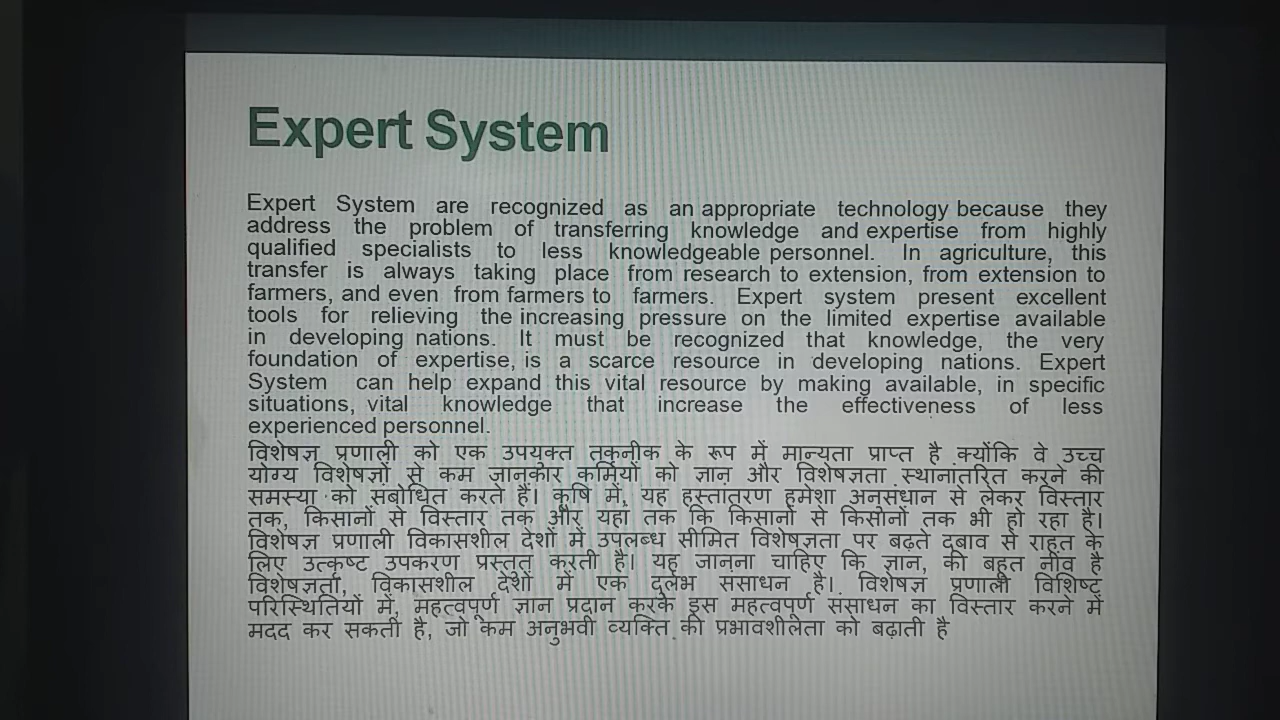 Expert System
Expert System are recognized as an appropriate technology because they
address the problem of transferring knowledge and expertise from highly
qualified specialists to less knowledgeable personnel. In agriculture, this
transfer is always taking place from research to extension, from extension to
farmers, and even from farmers to farmers. Expert system present excellent
tools for relieving the increasing pressure on the limited expertise available
in developing nations. It must be recognized that knowledge, the very
foundation of expertise, is a scarce resource in developing nations. Expert
System can help expand this vital resource by making available, in specific
situations, vital knowledge that increase the effectiveness of less
experienced personnel.
विशेषज्ञ प्रणाली को एक उपयुक्त तकनीक के रूप में मान्यता प्राप्त है क्योंकि वे उच्च
योग्य विशेषज्ञों से कम जानकार कर्मियों को ज्ञान और विशेषज्ञता स्थानांतरित करने की
समस्या को संबोधित करते हैं। कृषि में, यह हस्तांतरण हमेशा अनुसंधान से लेकर विस्तार
तक, किसानों से विस्तार तक और यहां तक कि किसानों से किसानों तक भी हो रहा है।
विशेषज्ञ प्रणाली विकासशील देशों में उपलब्ध सीमित विशेषज्ञता पर बढ़ते दबाव से राहत के
लिए उत्कृष्ट उपकरण प्रस्तुत करती है। यह जानना चाहिए कि ज्ञान, की बहुत नींव है
विशेषज्ञता, विकासशील देशों में एक दुर्लभ संसाधन है। विशेषज्ञ प्रणाली विशिष्ट
परिस्थितियों में, महत्वपूर्ण ज्ञान प्रदान करके इस महत्वपूर्ण संसाधन का विस्तार करने में
मदद कर सकती है, जो कम अनुभवी व्यक्ति की प्रभावशीलता को बढ़ाती है